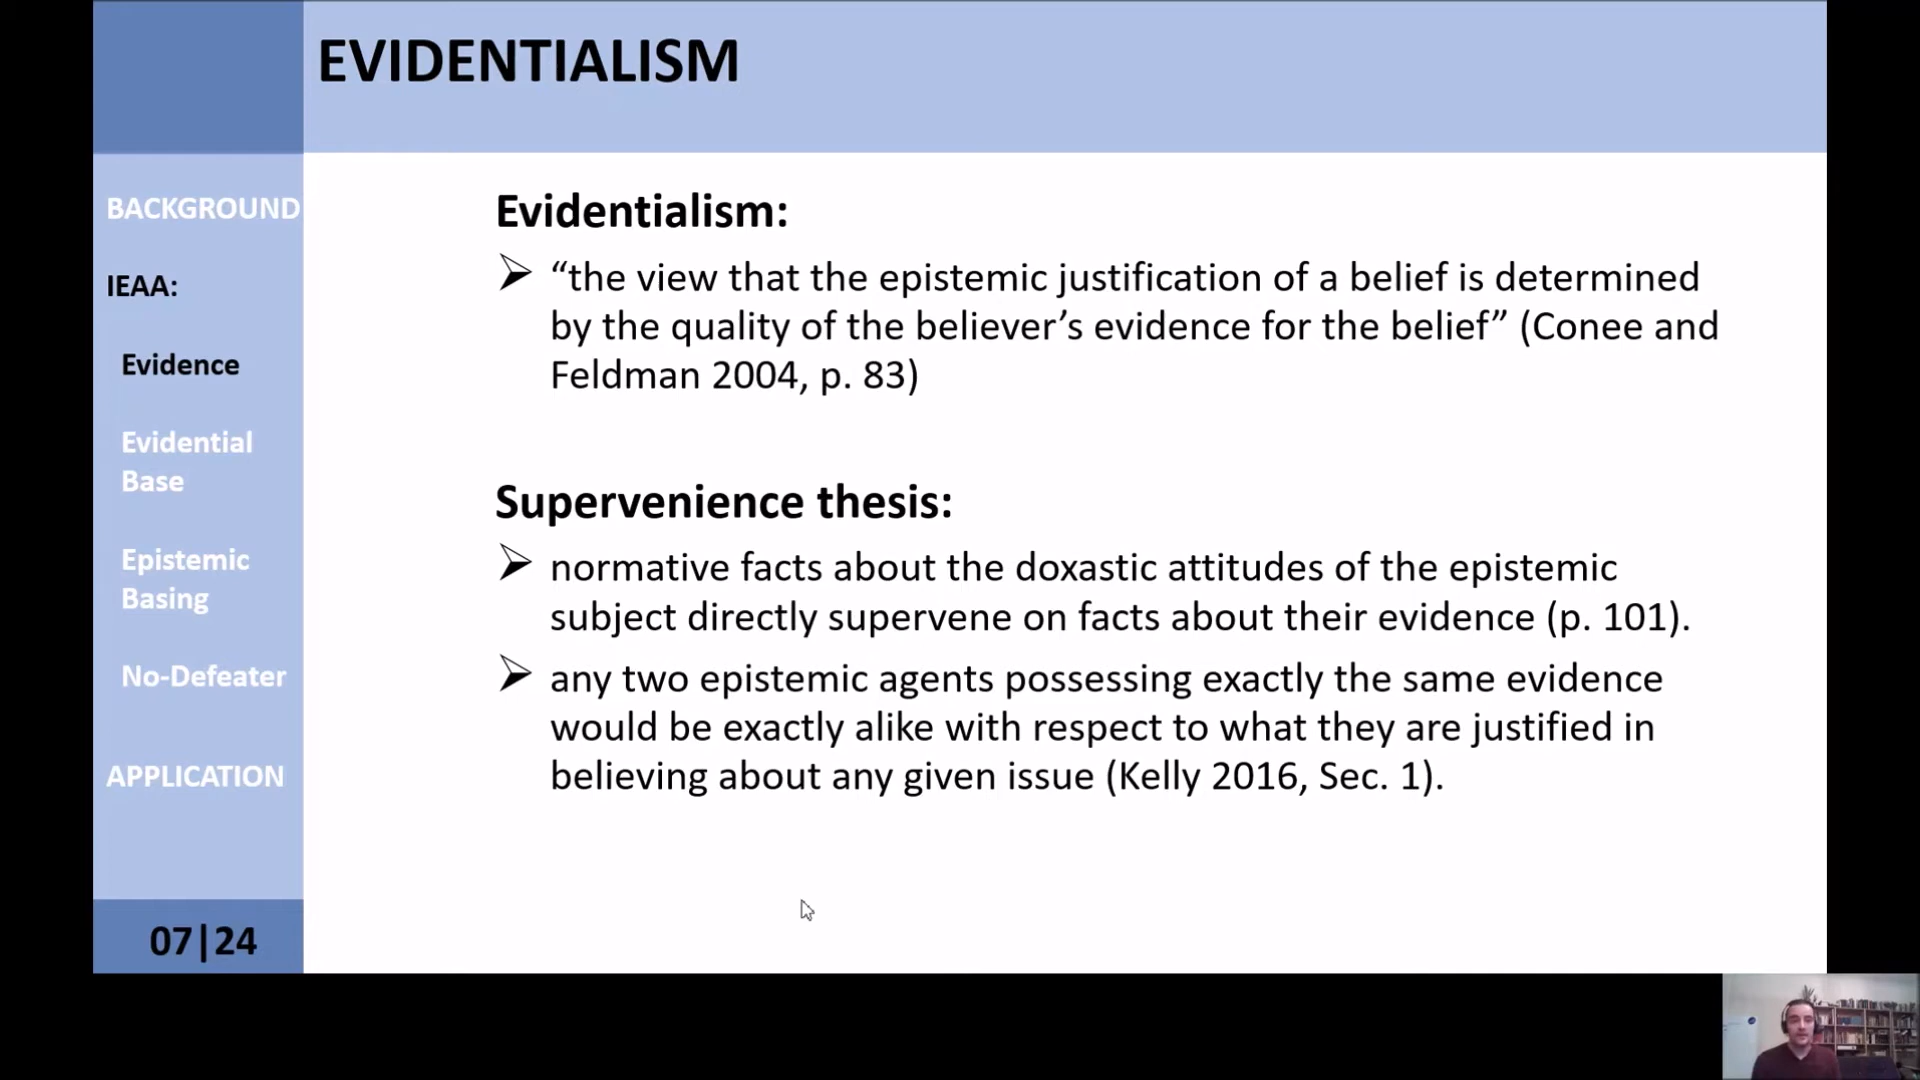 EVIDENTIALISM
BACKGROUND
IEAA:
Evidence
Evidential
Base
Epistemic
Basing
No-Defeater
APPLICATION
07|24
Evidentialism:
➢ “the view that the epistemic justification of a belief is determined
by the quality of the believer’s evidence for the belief” (Conee and
Feldman 2004, p. 83)
Supervenience thesis:
➢ normative facts about the doxastic attitudes of the epistemic
subject directly supervene on facts about their evidence (p. 101).
➢ any two epistemic agents possessing exactly the same evidence
would be exactly alike with respect to what they are justified in
believing about any given issue (Kelly 2016, Sec. 1).